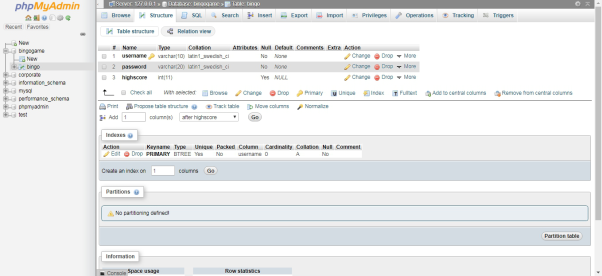 phpMyAdmin
Recent Favorites
New
bingogame
New
bingo
corporate
information_schema
mysql
performance_schema
phpmyadmin
test
Server: 127.0.0.1 » Database: bingogame » Table: bingo
Browse Structure SQL Search Insert Export Import Privileges Operations Tracking Triggers
Table structure Relation view
# Name Type Collation Attributes Null Default Comments Extra Action
1 username varchar(10) latin1_swedish_ci No None Change Drop More
2 password varchar(20) latin1_swedish_ci No None Change Drop More
3 highscore int(11) Yes NULL Change Drop More
Check all With selected: Browse Change Drop Primary Unique Index Fulltext Add to central columns Remove from central columns
Print Propose table structure Track table Move columns Normalize
Add 1 column(s) after highscore Go
Indexes
Action Keyname Type Unique Packed Column Cardinality Collation Null Comment
Edit Drop PRIMARY BTREE Yes No username 0 A No
Create an index on 1 columns Go
Partitions
No partitioning defined!
Partition table
Information
Console Space usage Row statistics